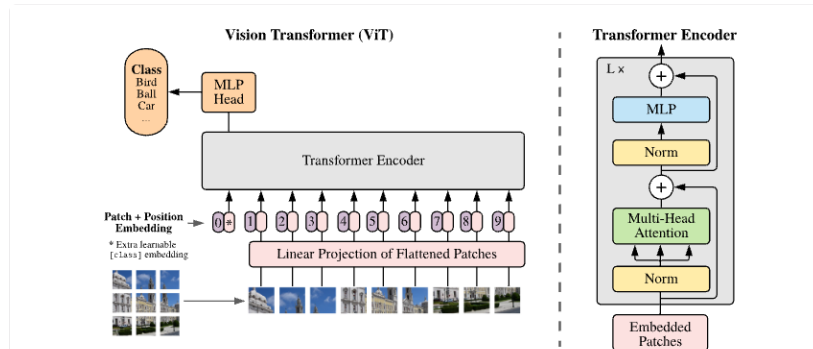 Vision Transformer (ViT)
Class
Bird
Ball
Car
...
MLP
Head
Transformer Encoder
Patch + Position
Embedding
* Extra learnable
[class] embedding
0 * 1 2 3 4 5 6 7 8 9
Linear Projection of Flattened Patches
Transformer Encoder
L ×
+
MLP
Norm
+
Multi-Head
Attention
Norm
Embedded
Patches